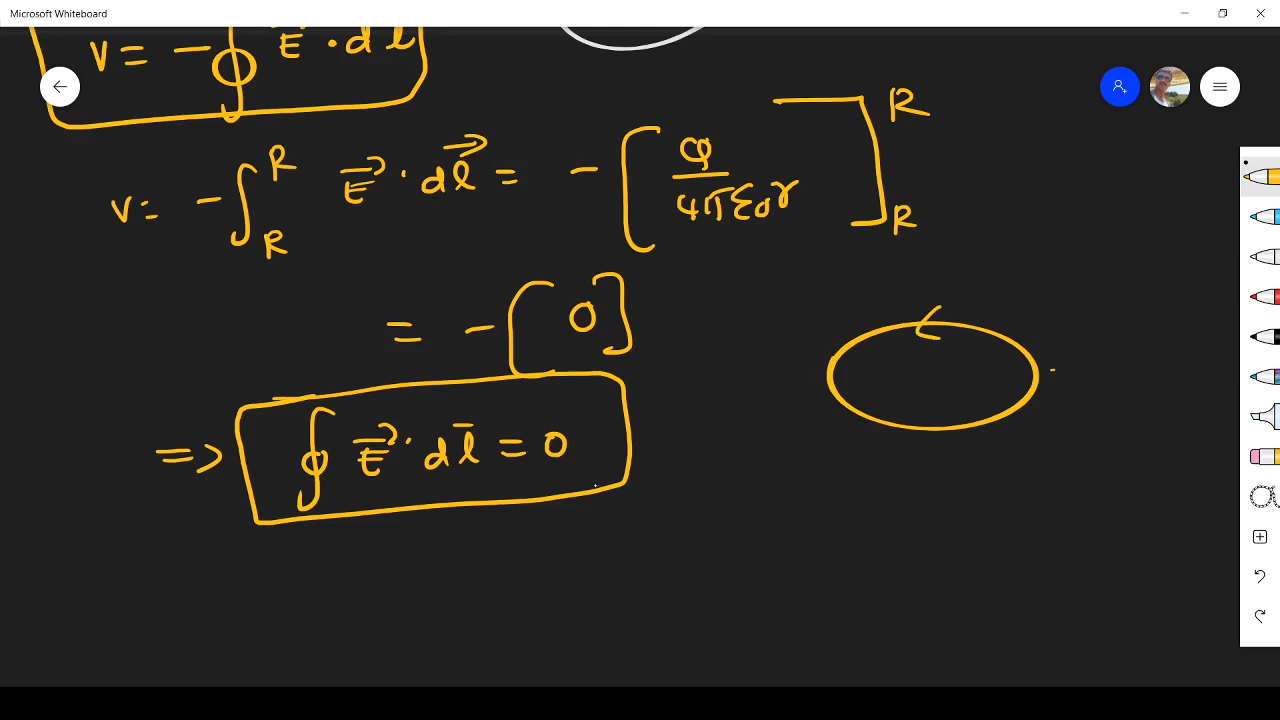 Microsoft Whiteboard
V = - ∮ E⃗ · dl
V = - ∫_R^R E⃗ · dl⃗ = - [ Q / 4πε₀r ]_R^R
= - [ 0 ]
=> ∮ E⃗ · dl̅ = 0